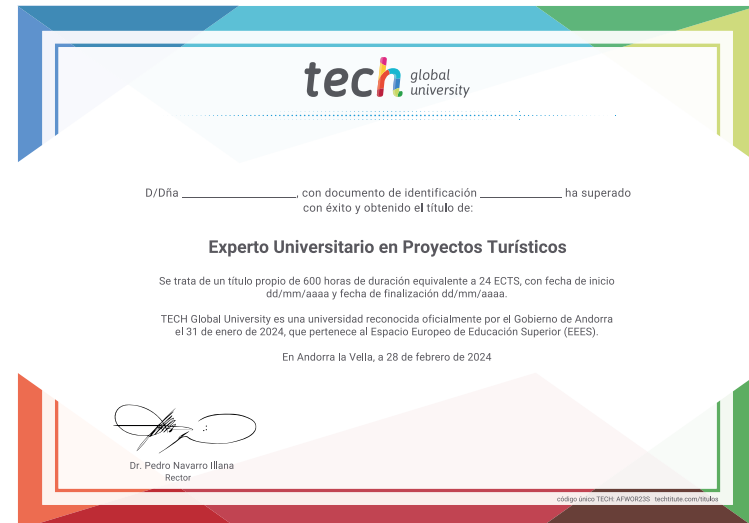 tech global university
D/Dña ____________________, con documento de identificación ______________ ha superado
con éxito y obtenido el título de:
Experto Universitario en Proyectos Turísticos
Se trata de un título propio de 600 horas de duración equivalente a 24 ECTS, con fecha de inicio
dd/mm/aaaa y fecha de finalización dd/mm/aaaa.
TECH Global University es una universidad reconocida oficialmente por el Gobierno de Andorra
el 31 de enero de 2024, que pertenece al Espacio Europeo de Educación Superior (EEES).
En Andorra la Vella, a 28 de febrero de 2024
Dr. Pedro Navarro Illana
Rector
código único TECH: AFWOR23S techtitute.com/titulos